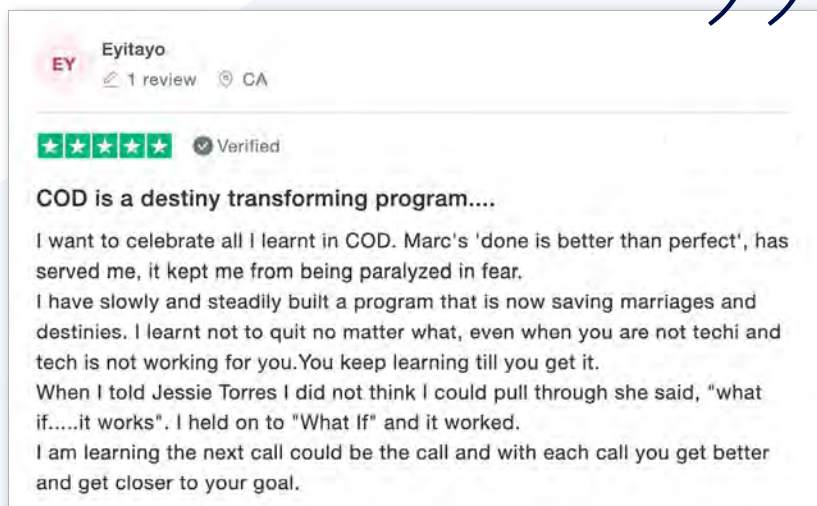 EY
Eyitayo
1 review CA
Verified
COD is a destiny transforming program....
I want to celebrate all I learnt in COD. Marc's 'done is better than perfect', has
served me, it kept me from being paralyzed in fear.
I have slowly and steadily built a program that is now saving marriages and
destinies. I learnt not to quit no matter what, even when you are not techi and
tech is not working for you.You keep learning till you get it.
When I told Jessie Torres I did not think I could pull through she said, "what
if.....it works". I held on to "What If" and it worked.
I am learning the next call could be the call and with each call you get better
and get closer to your goal.